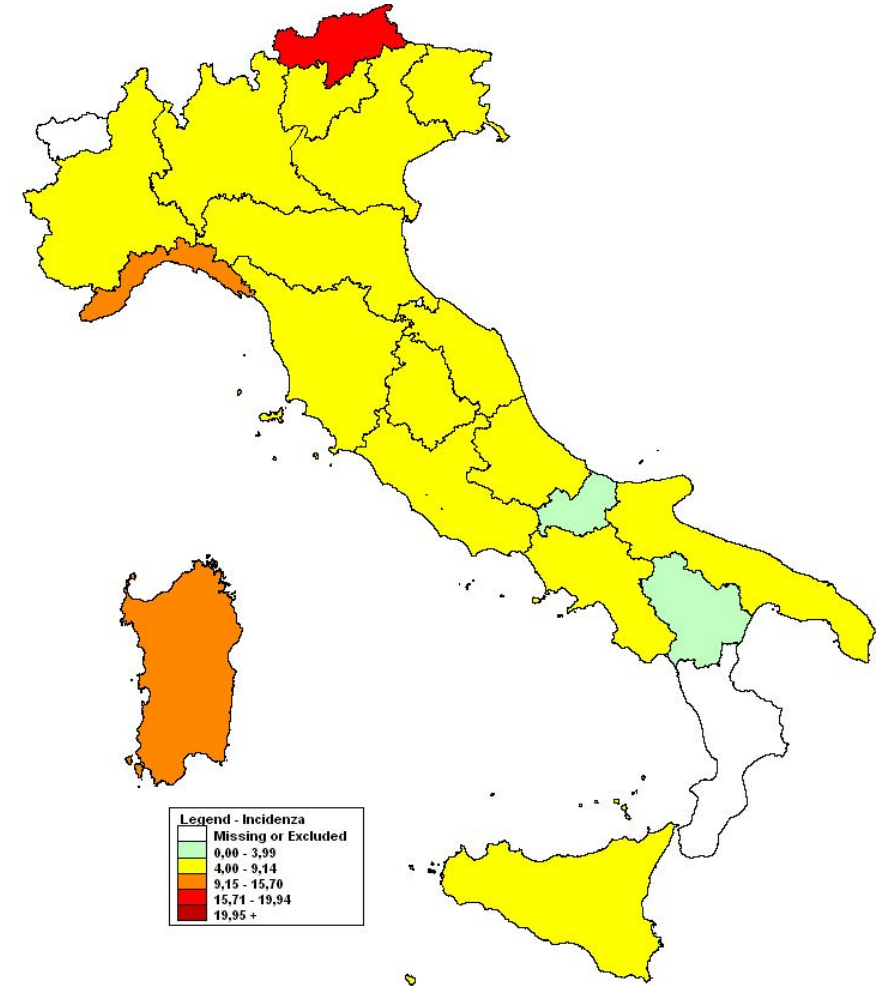 Legend - Incidenza
Missing or Excluded
0,00 - 3,99
4,00 - 9,14
9,15 - 15,70
15,71 - 19,94
19,95 +